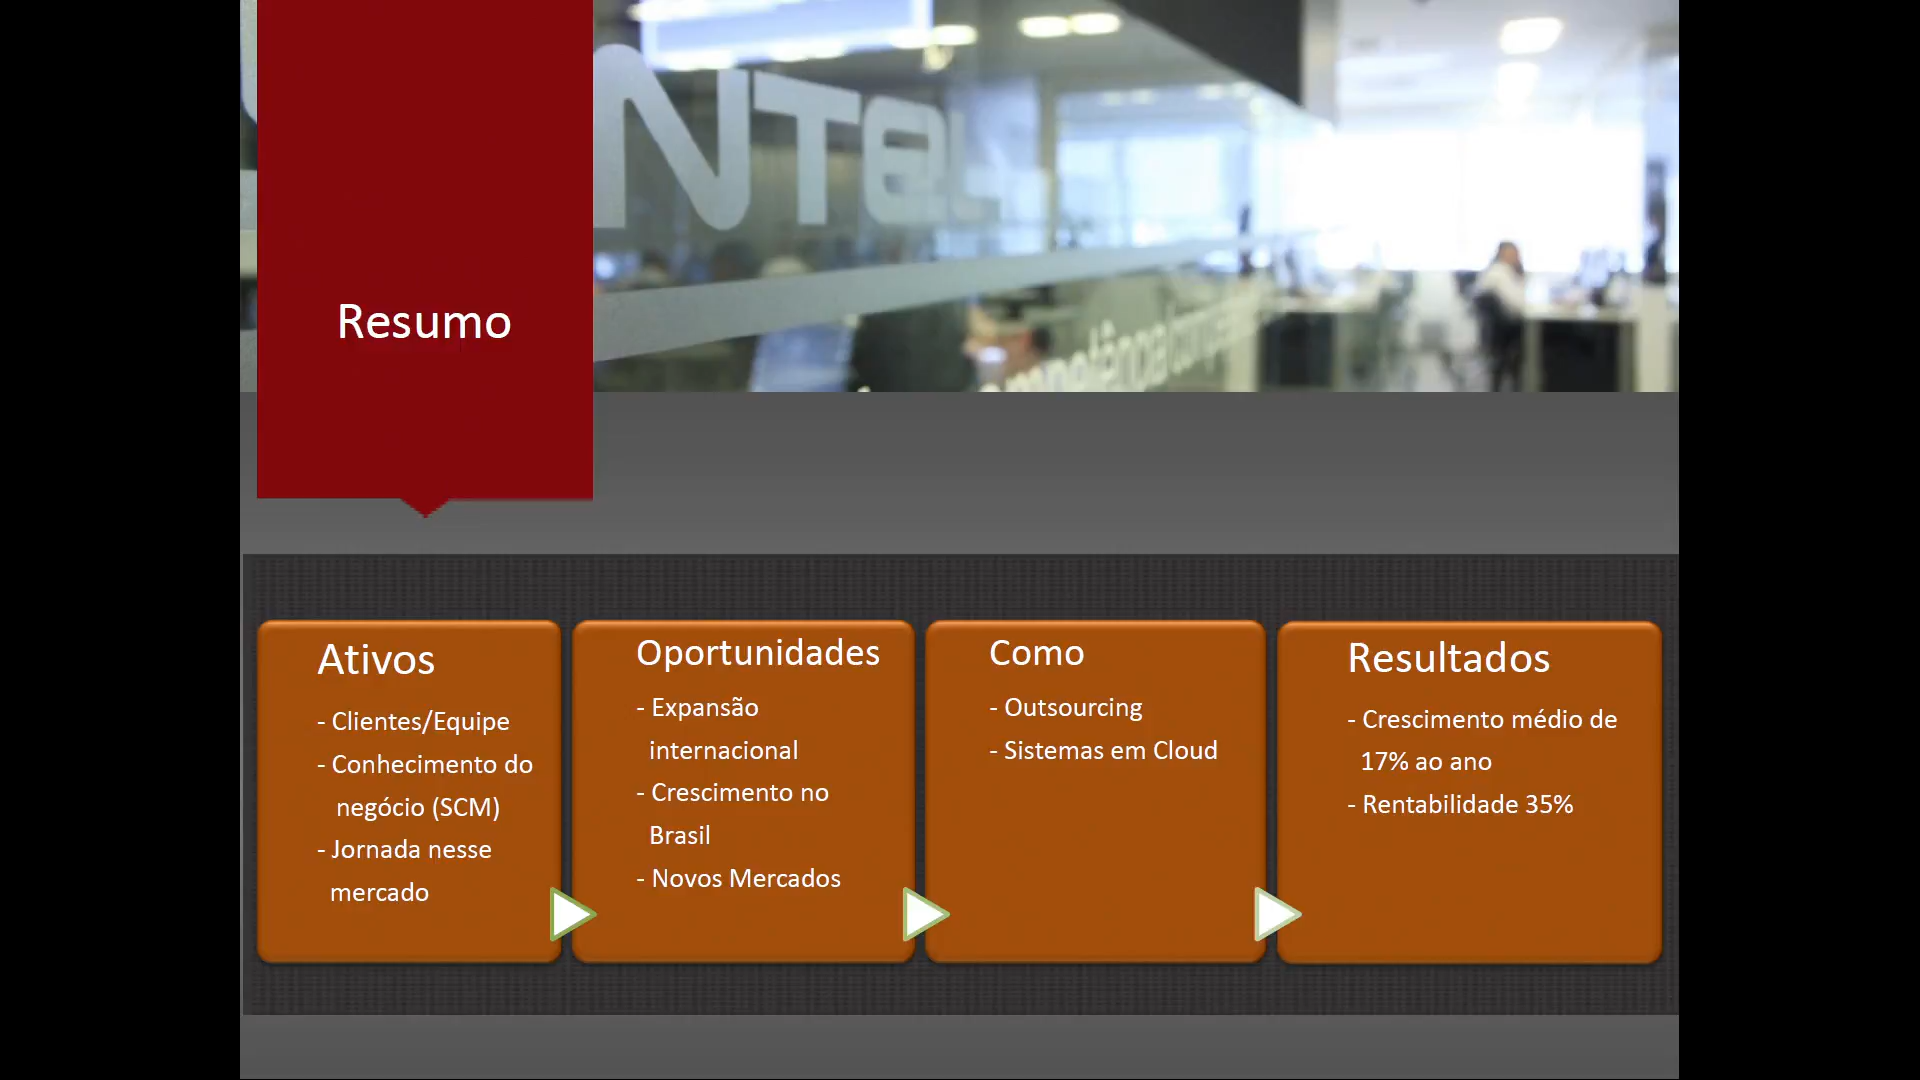 NTeL
Resumo
Ativos
- Clientes/Equipe
- Conhecimento do
negócio (SCM)
- Jornada nesse
mercado
Oportunidades
- Expansão
internacional
- Crescimento no
Brasil
- Novos Mercados
Como
- Outsourcing
- Sistemas em Cloud
Resultados
- Crescimento médio de
17% ao ano
- Rentabilidade 35%